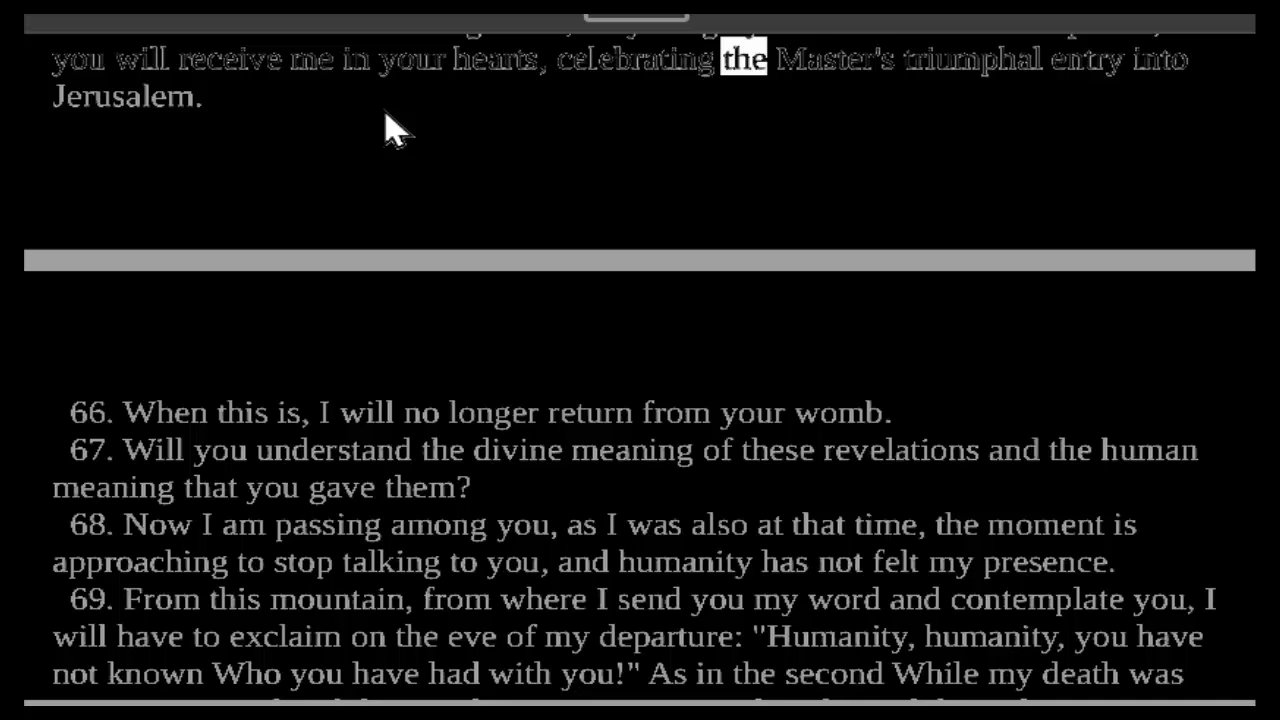 you will receive me in your hearts, celebrating the Master's triumphal entry into
Jerusalem.
66. When this is, I will no longer return from your womb.
67. Will you understand the divine meaning of these revelations and the human
meaning that you gave them?
68. Now I am passing among you, as I was also at that time, the moment is
approaching to stop talking to you, and humanity has not felt my presence.
69. From this mountain, from where I send you my word and contemplate you, I
will have to exclaim on the eve of my departure: "Humanity, humanity, you have
not known Who you have had with you!" As in the second While my death was